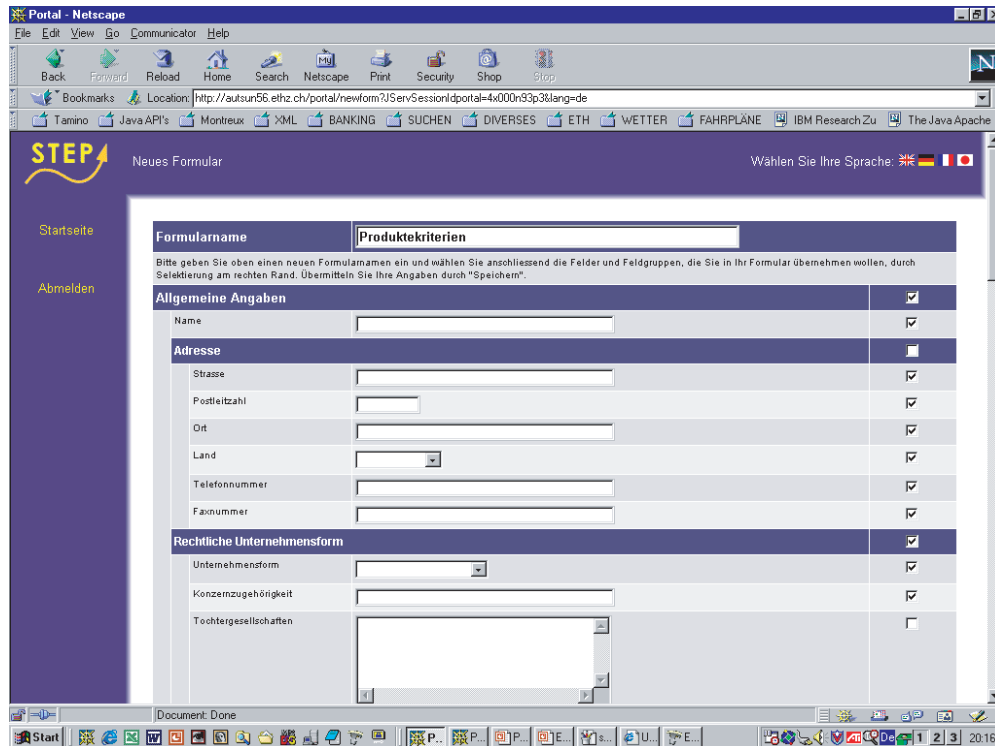 Portal - Netscape
File Edit View Go Communicator Help
My
Back Forward Reload Home Search Netscape Print Security Shop Stop
N
Bookmarks Location: http://autsun56.ethz.ch/portal/newform?JServSessionIdportal=4x000n93p3&lang=de
Tamino Java API's Montreux XML BANKING SUCHEN DIVERSES ETH WETTER FAHRPLÄNE IBM Research Zu The Java Apache
STEP
Neues Formular
Wählen Sie Ihre Sprache:
Startseite
Abmelden
Formularname Produktekriterien
Bitte geben Sie oben einen neuen Formularnamen ein und wählen Sie anschliessend die Felder und Feldgruppen, die Sie in Ihr Formular übernehmen wollen, durch
Selektierung am rechten Rand. Übermitteln Sie Ihre Angaben durch "Speichern".
Allgemeine Angaben
Name
Adresse
Strasse
Postleitzahl
Ort
Land
Telefonnummer
Faxnummer
Rechtliche Unternehmensform
Unternehmensform
Konzernzugehörigkeit
Tochtergesellschaften
Document: Done
Start P... P... P... E... s... U... E... De 1 2 3 20:16